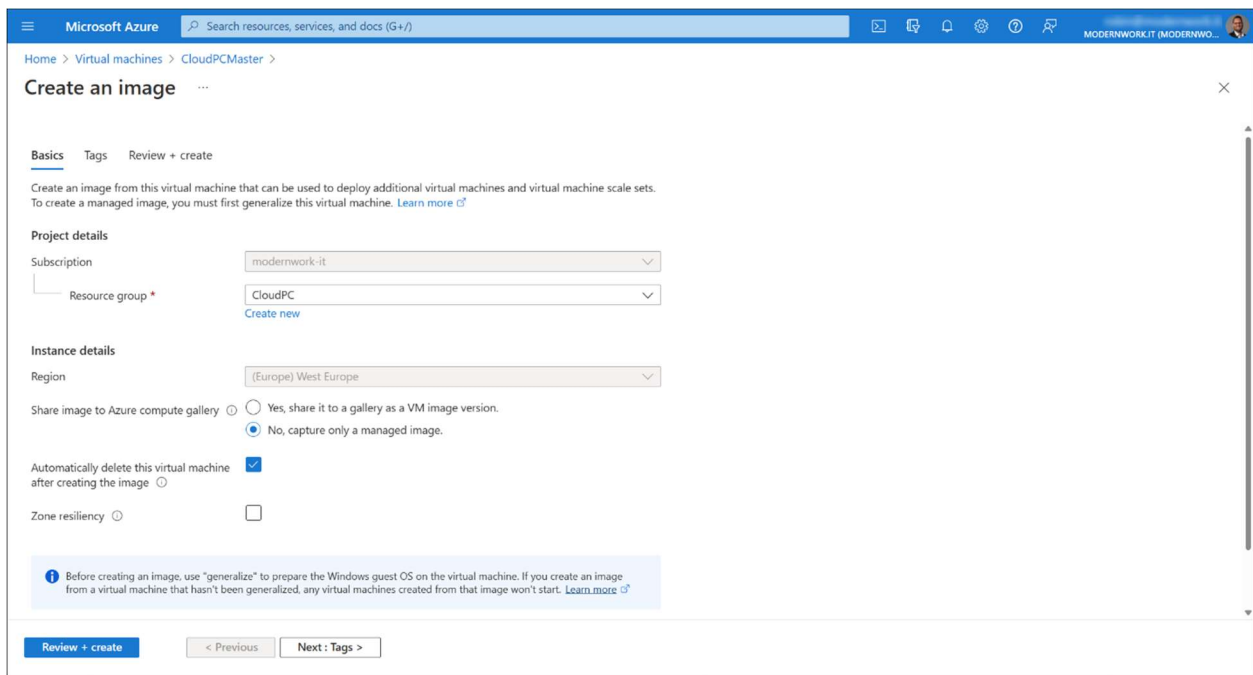 Microsoft Azure
Search resources, services, and docs (G+/)
MODERNWORK.IT (MODERNWO...
Home > Virtual machines > CloudPCMaster >
Create an image ...
Basics Tags Review + create
Create an image from this virtual machine that can be used to deploy additional virtual machines and virtual machine scale sets.
To create a managed image, you must first generalize this virtual machine. Learn more
Project details
Subscription
modernwork-it
Resource group *
CloudPC
Create new
Instance details
Region
(Europe) West Europe
Share image to Azure compute gallery
Yes, share it to a gallery as a VM image version.
No, capture only a managed image.
Automatically delete this virtual machine
after creating the image
Zone resiliency
Before creating an image, use "generalize" to prepare the Windows guest OS on the virtual machine. If you create an image
from a virtual machine that hasn't been generalized, any virtual machines created from that image won't start. Learn more
Review + create
< Previous
Next : Tags >